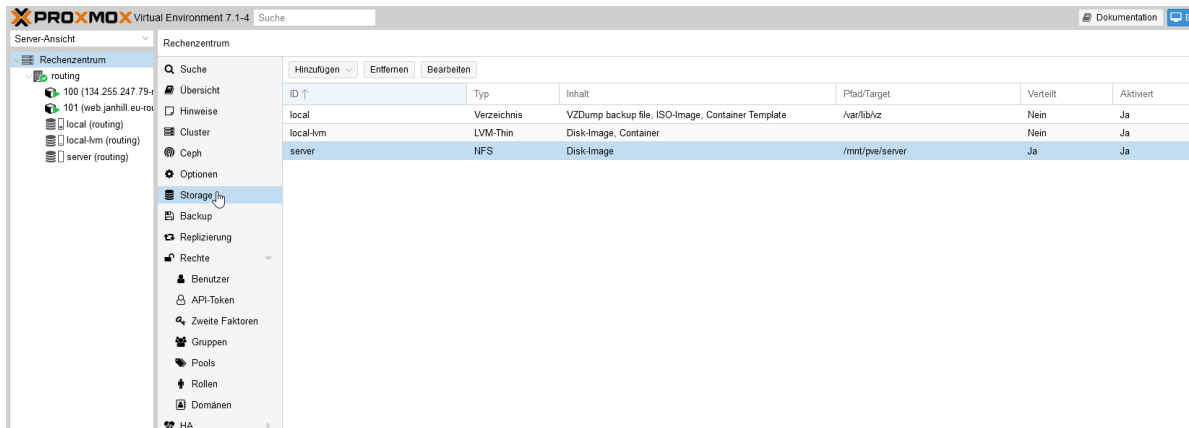 PROXMOX Virtual Environment 7.1-4 Suche Dokumentation
Server-Ansicht
Rechenzentrum
routing
100 (134.255.247.79-
101 (web.janhill.eu-
local (routing)
local-lvm (routing)
server (routing)
Rechenzentrum
Suche
Übersicht
Hinweise
Cluster
Ceph
Optionen
Storage
Backup
Replizierung
Rechte
Benutzer
API-Token
Zweite Faktoren
Gruppen
Pools
Rollen
Domänen
HA
Hinzufügen Entfernen Bearbeiten
ID Typ Inhalt Pfad/Target Verteilt Aktiviert
local Verzeichnis VZDump backup file, ISO-Image, Container Template /var/lib/vz Nein Ja
local-lvm LVM-Thin Disk-Image, Container Nein Ja
server NFS Disk-Image /mnt/pve/server Ja Ja